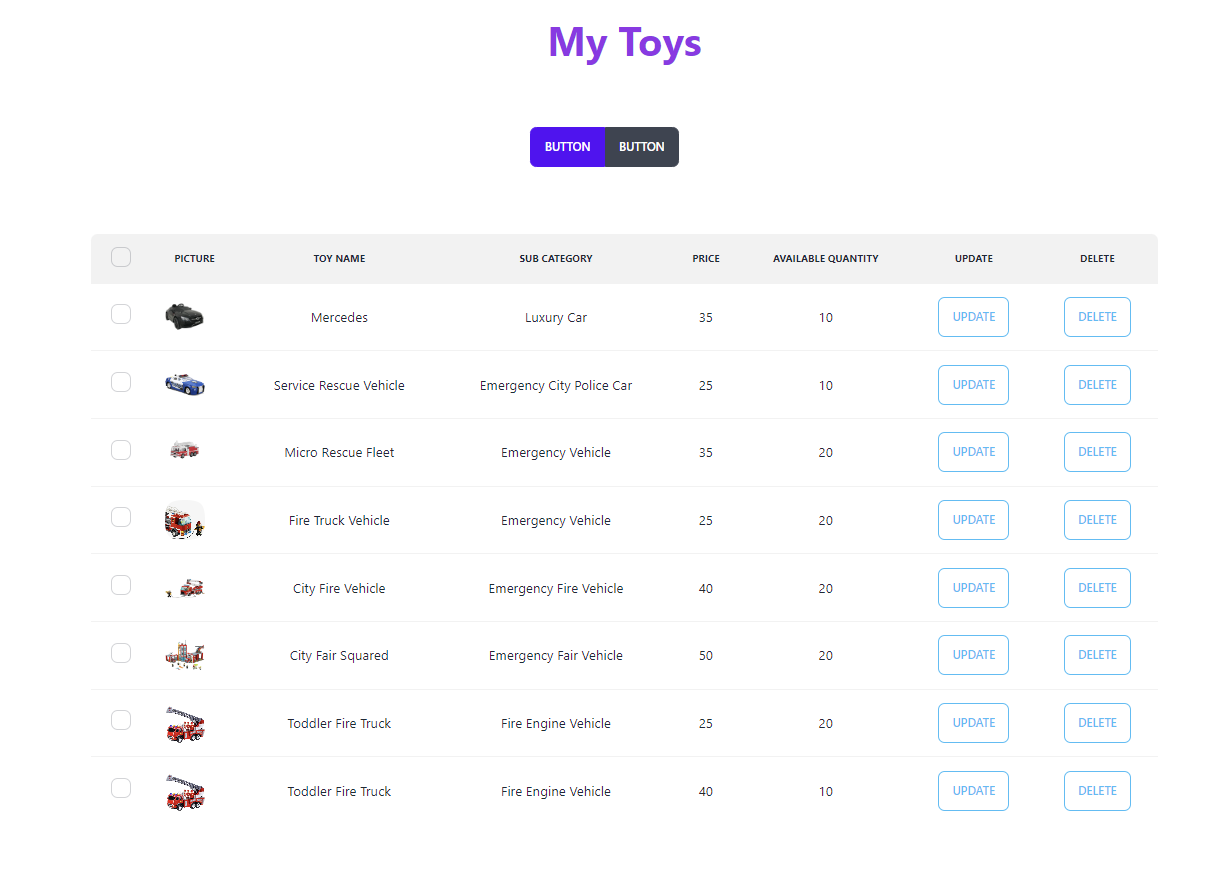 My Toys
BUTTON BUTTON
PICTURE TOY NAME SUB CATEGORY PRICE AVAILABLE QUANTITY UPDATE DELETE
Mercedes Luxury Car 35 10 UPDATE DELETE
Service Rescue Vehicle Emergency City Police Car 25 10 UPDATE DELETE
Micro Rescue Fleet Emergency Vehicle 35 20 UPDATE DELETE
Fire Truck Vehicle Emergency Vehicle 25 20 UPDATE DELETE
City Fire Vehicle Emergency Fire Vehicle 40 20 UPDATE DELETE
City Fair Squared Emergency Fair Vehicle 50 20 UPDATE DELETE
Toddler Fire Truck Fire Engine Vehicle 25 20 UPDATE DELETE
Toddler Fire Truck Fire Engine Vehicle 40 10 UPDATE DELETE